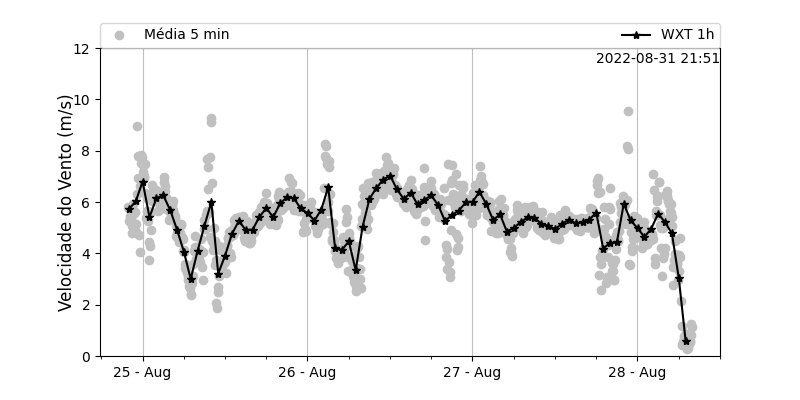 Média 5 min
WXT 1h
2022-08-31 21:51
Velocidade do Vento (m/s)
12
10
8
6
4
2
0
25 - Aug
26 - Aug
27 - Aug
28 - Aug